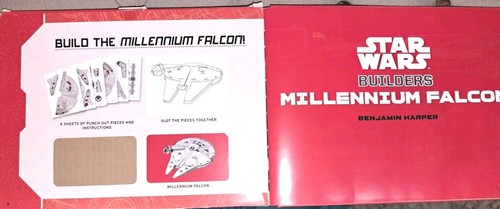 BUILD THE MILLENNIUM FALCON!
6 SHEETS OF PUNCH OUT PIECES AND
INSTRUCTIONS
SLOT THE PIECES TOGETHER
MILLENNIUM FALCON
STAR
WARS
BUILDERS
MILLENNIUM FALCON
BENJAMIN HARPER